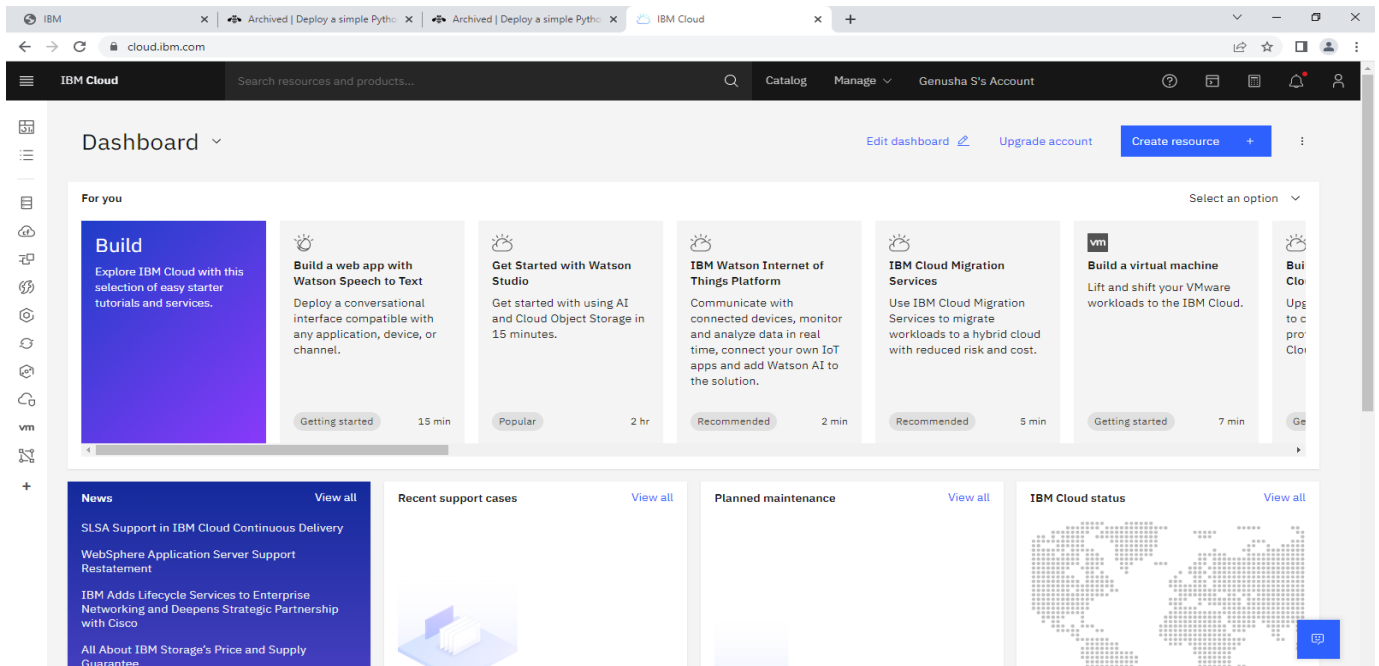 IBM
Archived | Deploy a simple Pytho
Archived | Deploy a simple Pytho
IBM Cloud
cloud.ibm.com
IBM Cloud
Search resources and products...
Catalog
Manage
Genusha S's Account
Dashboard
Edit dashboard
Upgrade account
Create resource +
For you
Select an option
Build
Explore IBM Cloud with this
selection of easy starter
tutorials and services.
Build a web app with
Watson Speech to Text
Deploy a conversational
interface compatible with
any application, device, or
channel.
Getting started 15 min
Get Started with Watson
Studio
Get started with using AI
and Cloud Object Storage in
15 minutes.
Popular 2 hr
IBM Watson Internet of
Things Platform
Communicate with
connected devices, monitor
and analyze data in real
time, connect your own IoT
apps and add Watson AI to
the solution.
Recommended 2 min
IBM Cloud Migration
Services
Use IBM Cloud Migration
Services to migrate
workloads to a hybrid cloud
with reduced risk and cost.
Recommended 5 min
vm
Build a virtual machine
Lift and shift your VMware
workloads to the IBM Cloud.
Getting started 7 min
Bui
Clo
Upg
to c
pro
Clo
Ge
vm
News View all
SLSA Support in IBM Cloud Continuous Delivery
WebSphere Application Server Support
Restatement
IBM Adds Lifecycle Services to Enterprise
Networking and Deepens Strategic Partnership
with Cisco
All About IBM Storage's Price and Supply
Guarantee
Recent support cases View all
Planned maintenance View all
IBM Cloud status View all